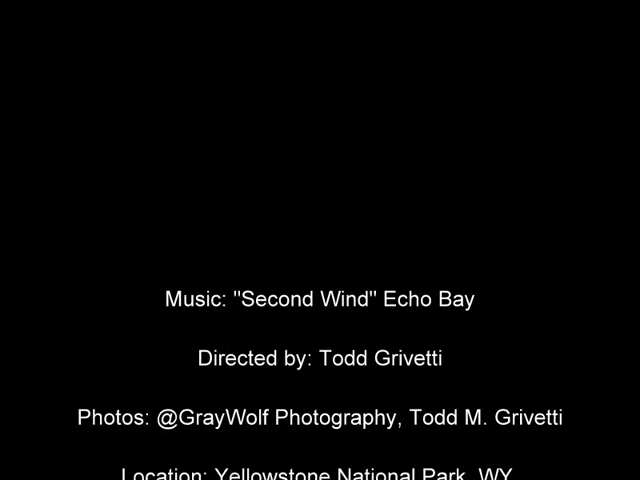 Music: "Second Wind" Echo Bay
Directed by: Todd Grivetti
Photos: @GrayWolf Photography, Todd M. Grivetti
Location: Yellowstone National Park, WY